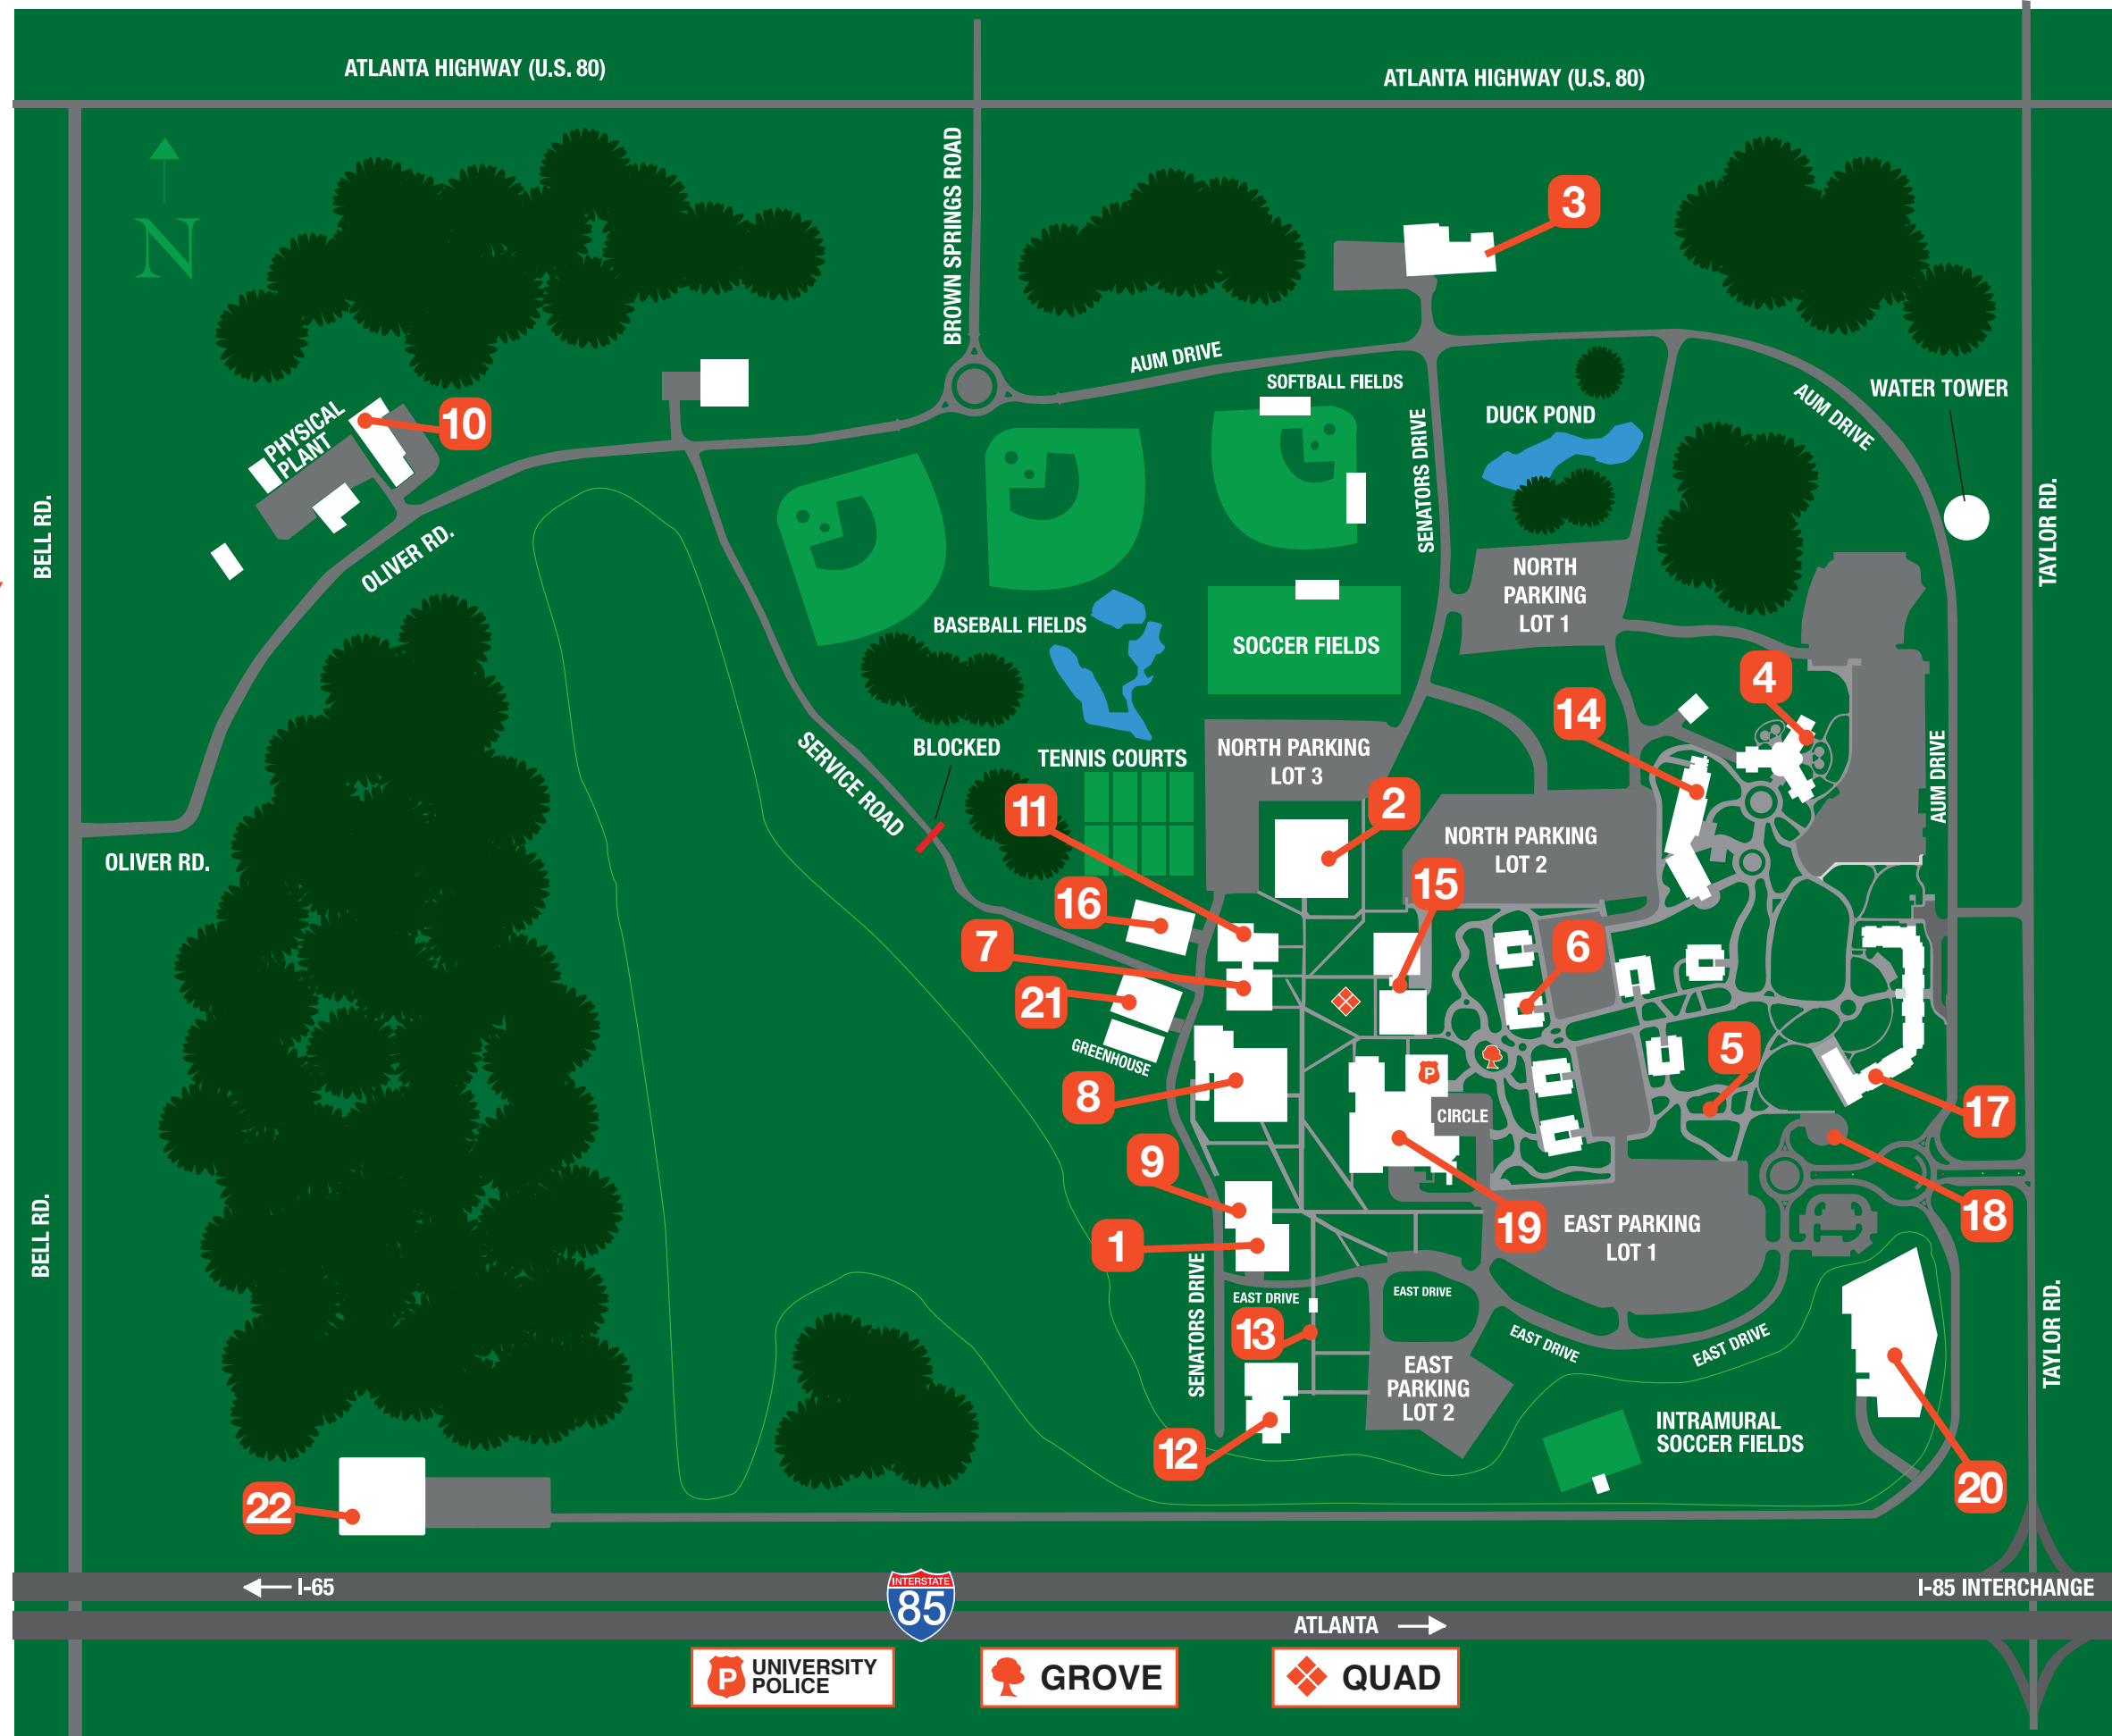 ATLANTA HIGHWAY (U.S. 80)
ATLANTA HIGHWAY (U.S. 80)
BROWN SPRINGS ROAD
3
N
AUM DRIVE
SOFTBALL FIELDS
SENATORS DRIVE
DUCK POND
AUM DRIVE
WATER TOWER
10
PHYSICAL
PLANT
BELL RD.
OLIVER RD.
TAYLOR RD.
NORTH
PARKING
LOT 1
BASEBALL FIELDS
SOCCER FIELDS
4
14
SERVICE ROAD
BLOCKED
TENNIS COURTS
NORTH PARKING
LOT 3
AUM DRIVE
11
2
NORTH PARKING
LOT 2
OLIVER RD.
15
16
7
6
21
GREENHOUSE
P
5
8
CIRCLE
17
9
18
19
EAST PARKING
LOT 1
1
BELL RD.
SENATORS DRIVE
EAST DRIVE
EAST DRIVE
13
EAST DRIVE
EAST DRIVE
TAYLOR RD.
EAST
PARKING
LOT 2
INTRAMURAL
SOCCER FIELDS
12
20
22
I-65
INTERSTATE
85
I-85 INTERCHANGE
ATLANTA
P
UNIVERSITY
POLICE
GROVE
QUAD